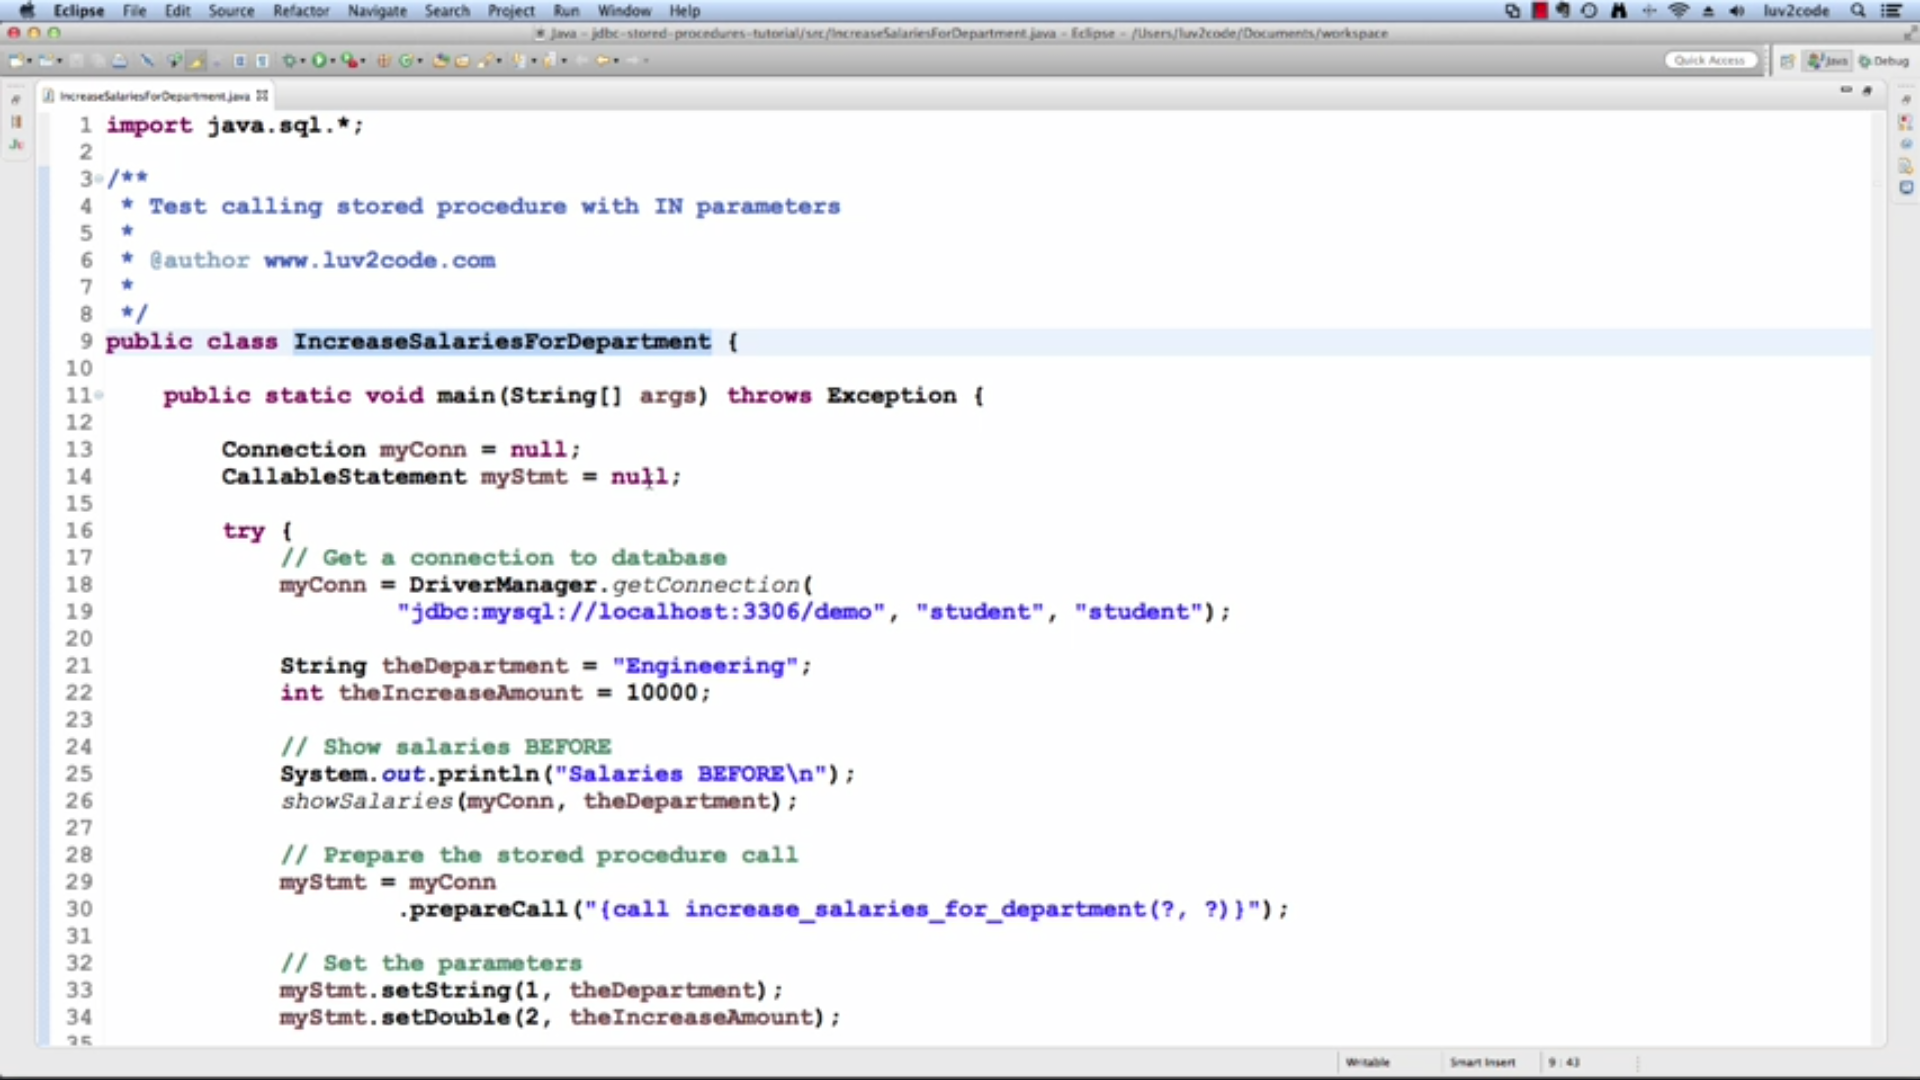 Eclipse File Edit Source Refactor Navigate Search Project Run Window Help luv2code
Java - jdbc-stored-procedures-tutorial/src/IncreaseSalariesForDepartment.java - Eclipse - /Users/luv2code/Documents/workspace
Quick Access Java Debug
IncreaseSalariesForDepartment.java
1 import java.sql.*;
2
3 /**
4 * Test calling stored procedure with IN parameters
5 *
6 * @author www.luv2code.com
7 *
8 */
9 public class IncreaseSalariesForDepartment {
10
11 public static void main(String[] args) throws Exception {
12
13 Connection myConn = null;
14 CallableStatement myStmt = null;
15
16 try {
17 // Get a connection to database
18 myConn = DriverManager.getConnection(
19 "jdbc:mysql://localhost:3306/demo", "student", "student");
20
21 String theDepartment = "Engineering";
22 int theIncreaseAmount = 10000;
23
24 // Show salaries BEFORE
25 System.out.println("Salaries BEFORE\n");
26 showSalaries(myConn, theDepartment);
27
28 // Prepare the stored procedure call
29 myStmt = myConn
30 .prepareCall("{call increase_salaries_for_department(?, ?)}");
31
32 // Set the parameters
33 myStmt.setString(1, theDepartment);
34 myStmt.setDouble(2, theIncreaseAmount);
35
Writable Smart Insert 9 : 43